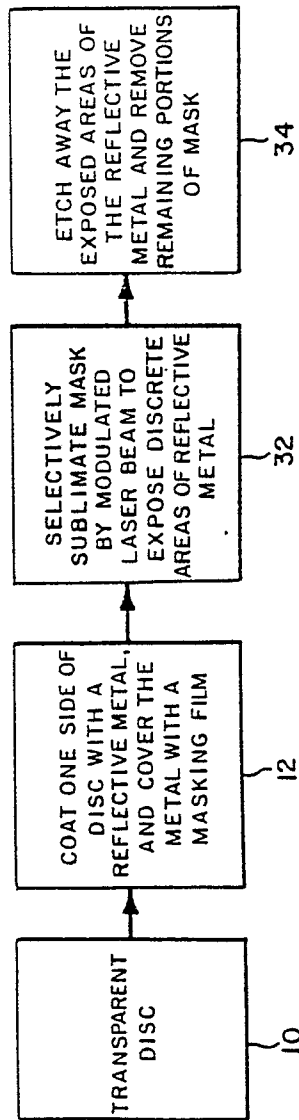 TRANSPARENT
DISC
10
COAT ONE SIDE OF
DISC WITH A
REFLECTIVE METAL,
AND COVER THE
METAL WITH A
MASKING FILM
12
SELECTIVELY
SUBLIMATE MASK
BY MODULATED
LASER BEAM TO
EXPOSE DISCRETE
AREAS OF REFLECTIVE
METAL
32
ETCH AWAY THE
EXPOSED AREAS OF
THE REFLECTIVE
METAL AND REMOVE
REMAINING PORTIONS
OF MASK
34